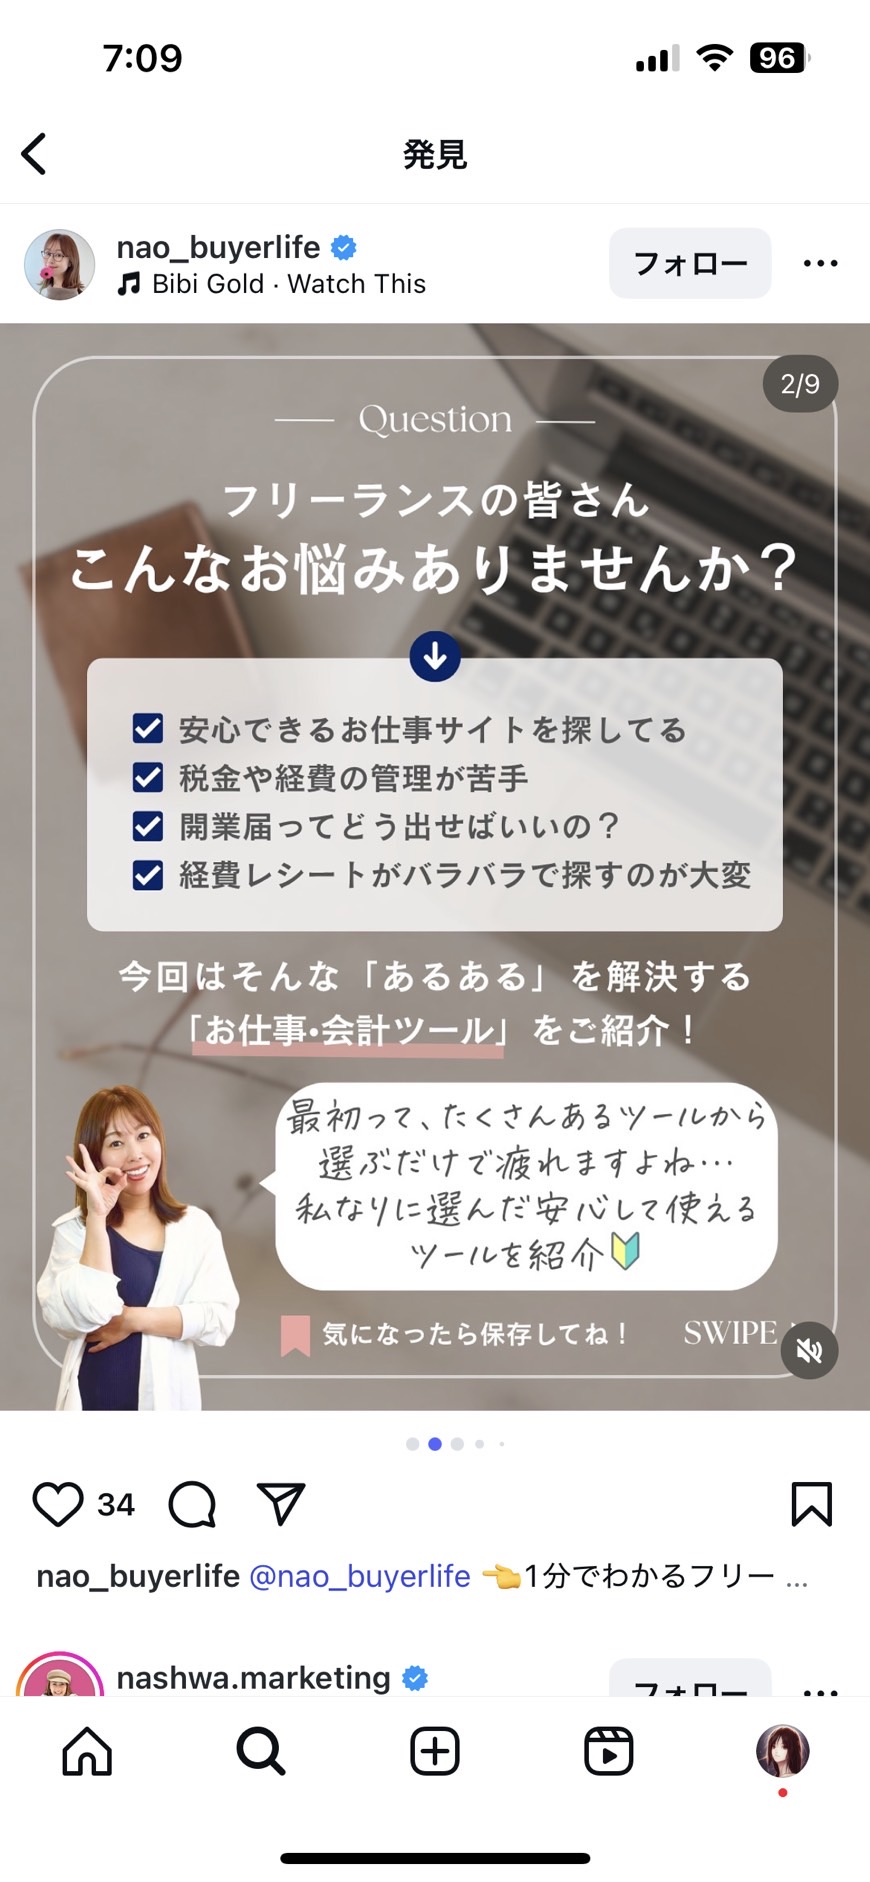 7:09
96
発見
nao_buyerlife
Bibi Gold · Watch This
フォロー
2/9
Question
フリーランスの皆さん
こんなお悩みありませんか？
安心できるお仕事サイトを探してる
税金や経費の管理が苦手
開業届ってどう出せばいいの？
経費レシートがバラバラで探すのが大変
今回はそんな「あるある」を解決する
「お仕事・会計ツール」をご紹介！
最初って、たくさんあるツールから
選ぶだけで疲れますよね…
私なりに選んだ安心して使える
ツールを紹介🔰
気になったら保存してね！
SWIPE
34
nao_buyerlife @nao_buyerlife 👈1分でわかるフリー ...
nashwa.marketing
フォロー